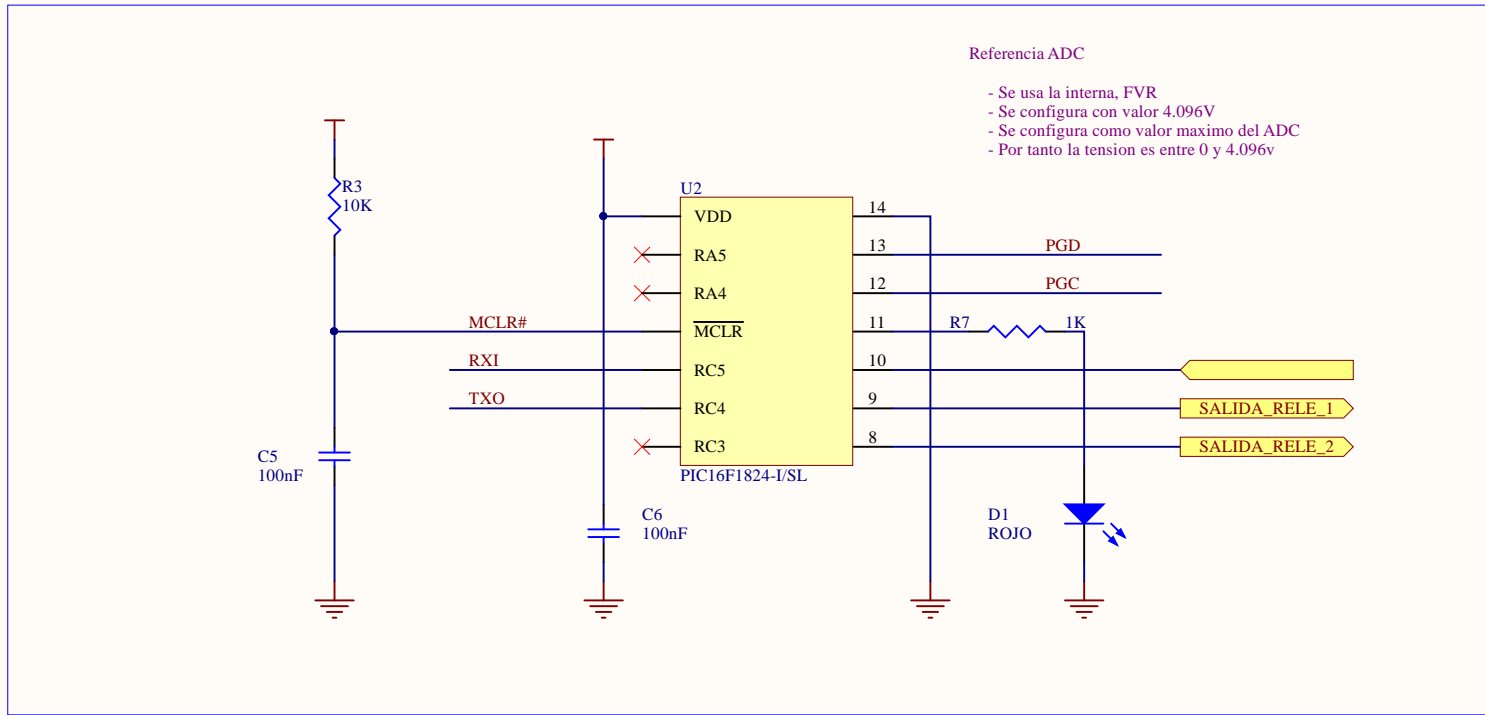 Referencia ADC
- Se usa la interna, FVR
- Se configura con valor 4.096V
- Se configura como valor maximo del ADC
- Por tanto la tension es entre 0 y 4.096v
R3
10K
U2
VDD
14
RA5
13
PGD
RA4
12
PGC
MCLR#
MCLR
11
R7
1K
RXI
RC5
10
TXO
RC4
9
SALIDA_RELE_1
RC3
8
SALIDA_RELE_2
PIC16F1824-I/SL
C5
100nF
C6
100nF
D1
ROJO